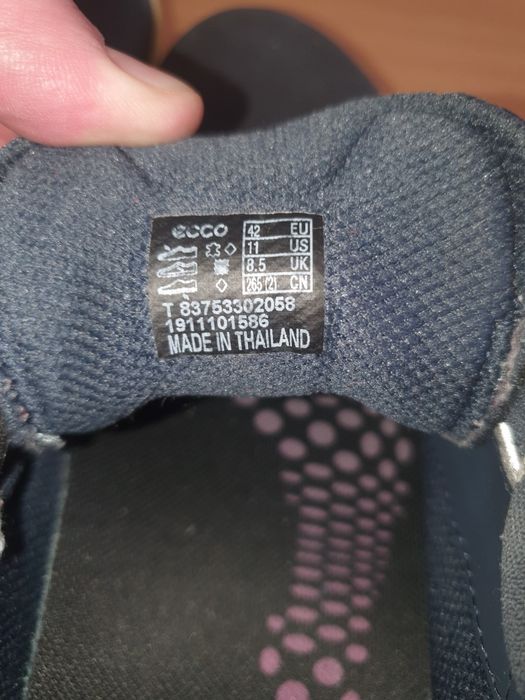 ecco
42 EU
11 US
8.5 UK
265 (2) CN
T 83753302058
1911101586
MADE IN THAILAND